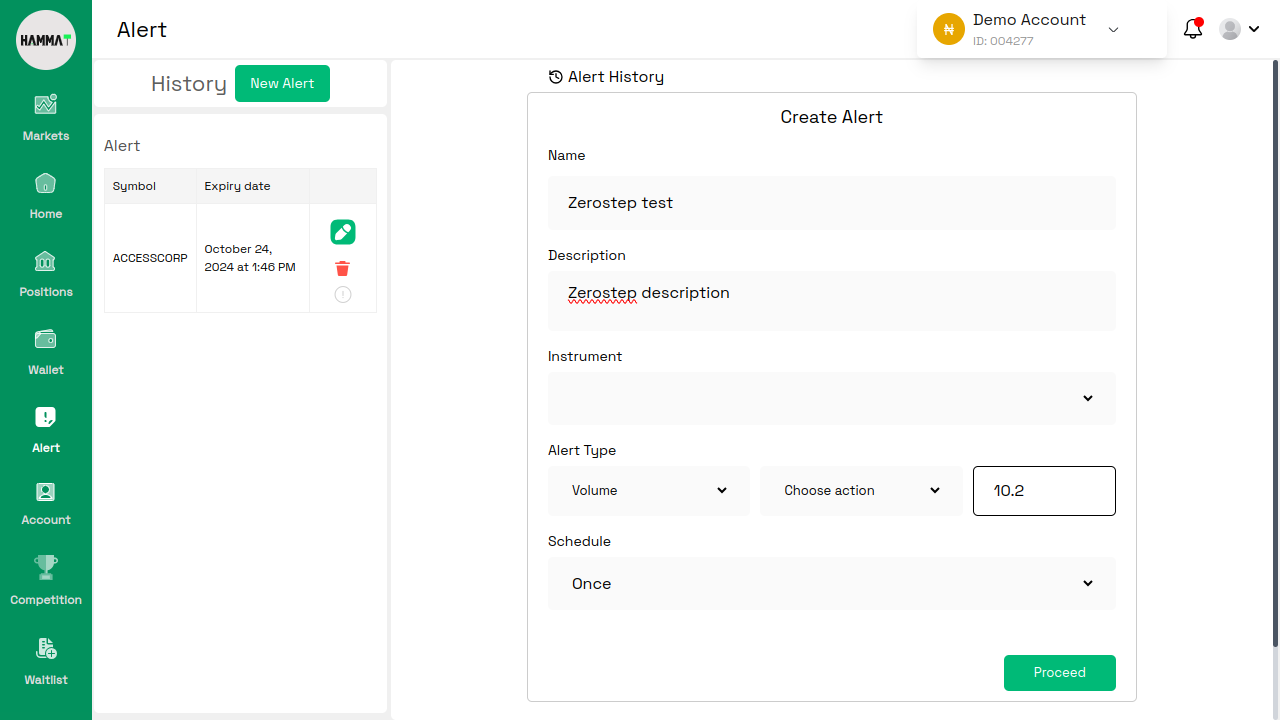 HAMMAT
Alert
₦
Demo Account
ID: 004277
Markets
Home
Positions
Wallet
Alert
Account
Competition
Waitlist
History
New Alert
Alert
Symbol
Expiry date
ACCESSCORP
October 24,
2024 at 1:46 PM
Alert History
Create Alert
Name
Zerostep test
Description
Zerostep description
Instrument
Alert Type
Volume
Choose action
10.2
Schedule
Once
Proceed